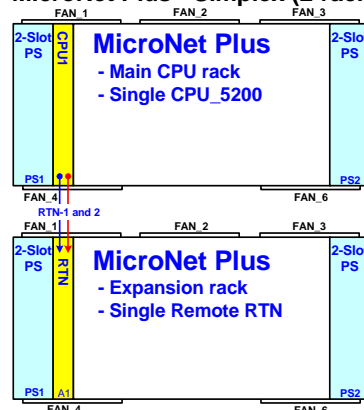 MicroNet Plus - Simplex (2 rack
FAN_1 FAN_2 FAN_3
2-Slot PS
CPU1
MicroNet Plus
- Main CPU rack
- Single CPU_5200
2-Slot PS
PS1 PS2
FAN_4 FAN_6
RTN-1 and 2
FAN_1 FAN_2 FAN_3
2-Slot PS
RTN
MicroNet Plus
- Expansion rack
- Single Remote RTN
2-Slot PS
PS1 A1 PS2
FAN_4 FAN_6